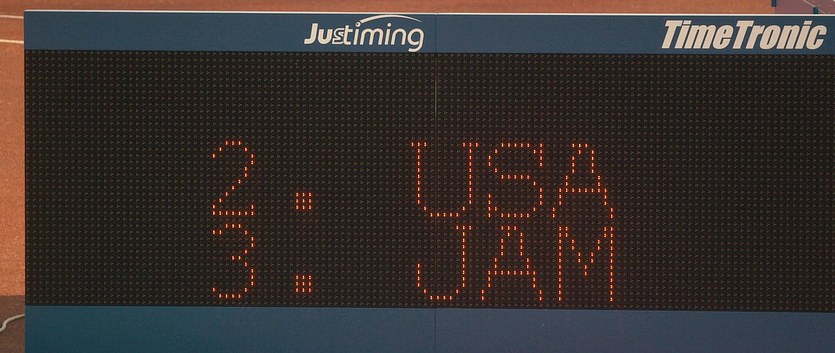 Justiming
TimeTronic
2. USA
3. JAM